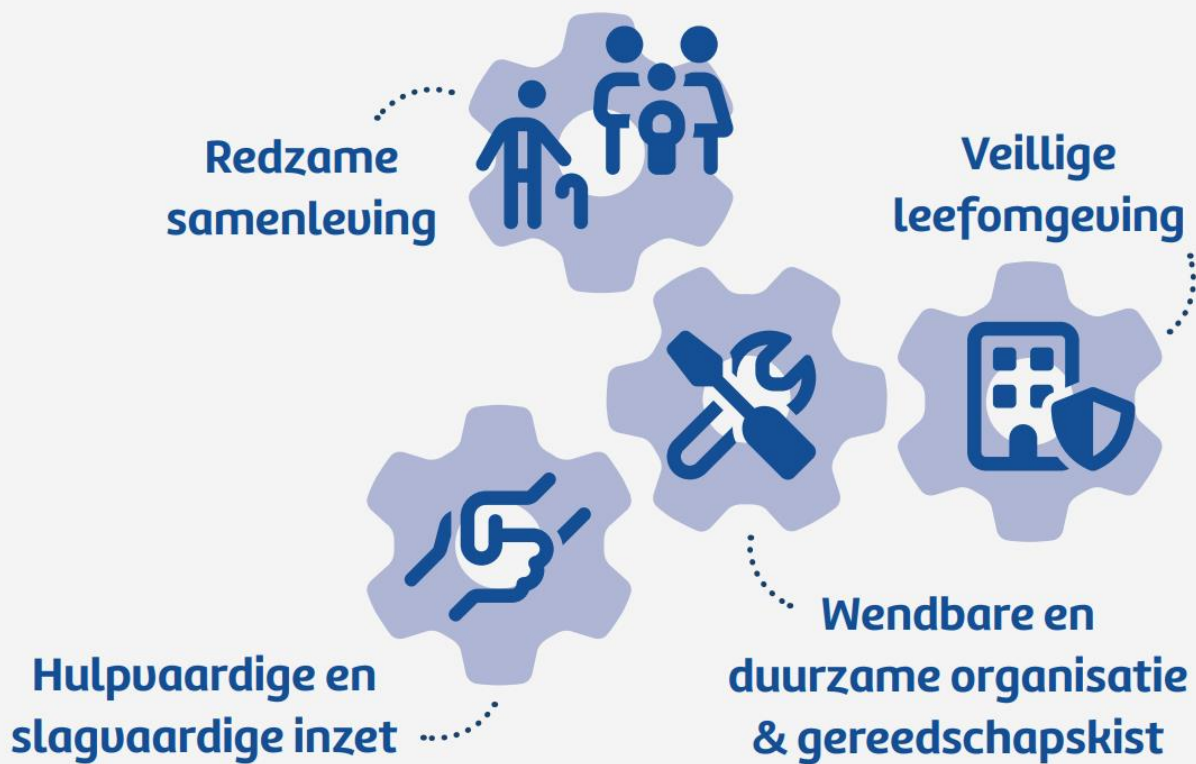 Redzame
samenleving
Veillige
leefomgeving
Hulpvaardige en
slagvaardige inzet
Wendbare en
duurzame organisatie
& gereedschapskist